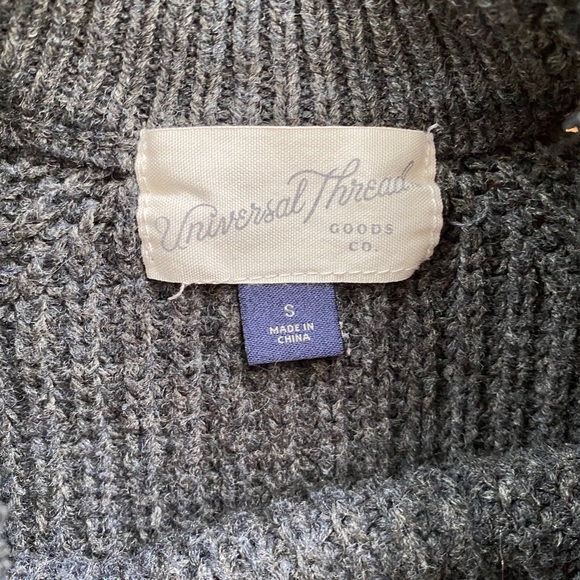 Universal Thread
GOODS
CO.
S
MADE IN
CHINA